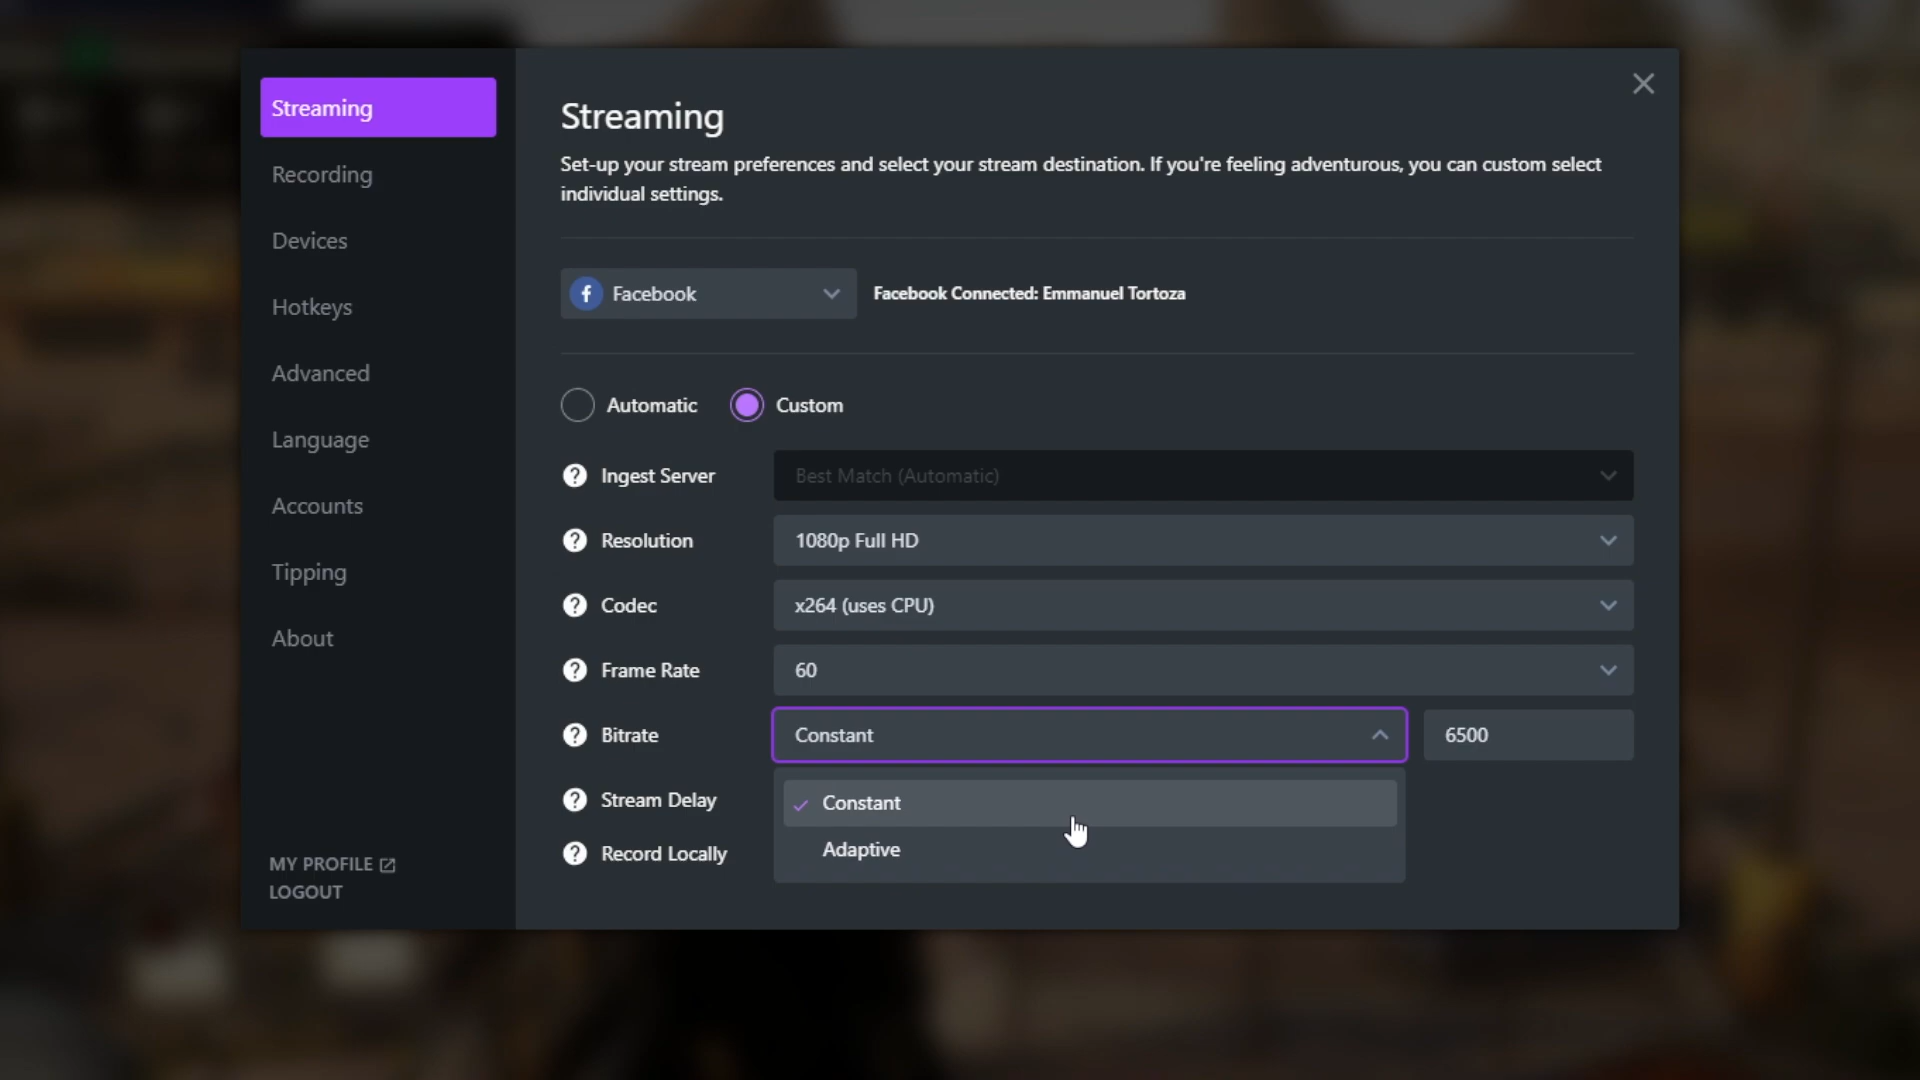 Streaming
Recording
Devices
Hotkeys
Advanced
Language
Accounts
Tipping
About
MY PROFILE
LOGOUT
Streaming
Set-up your stream preferences and select your stream destination. If you're feeling adventurous, you can custom select
individual settings.
Facebook
Facebook Connected: Emmanuel Tortoza
Automatic
Custom
Ingest Server
Best Match (Automatic)
Resolution
1080p Full HD
Codec
x264 (uses CPU)
Frame Rate
60
Bitrate
Constant
6500
Stream Delay
Constant
Adaptive
Record Locally